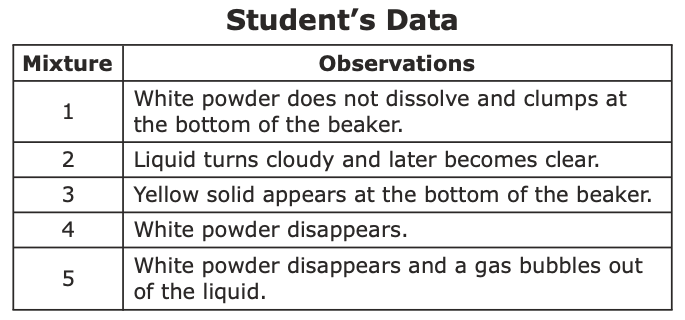 Student’s Data
Mixture Observations
1 White powder does not dissolve and clumps at
the bottom of the beaker.
2 Liquid turns cloudy and later becomes clear.
3 Yellow solid appears at the bottom of the beaker.
4 White powder disappears.
5 White powder disappears and a gas bubbles out
of the liquid.